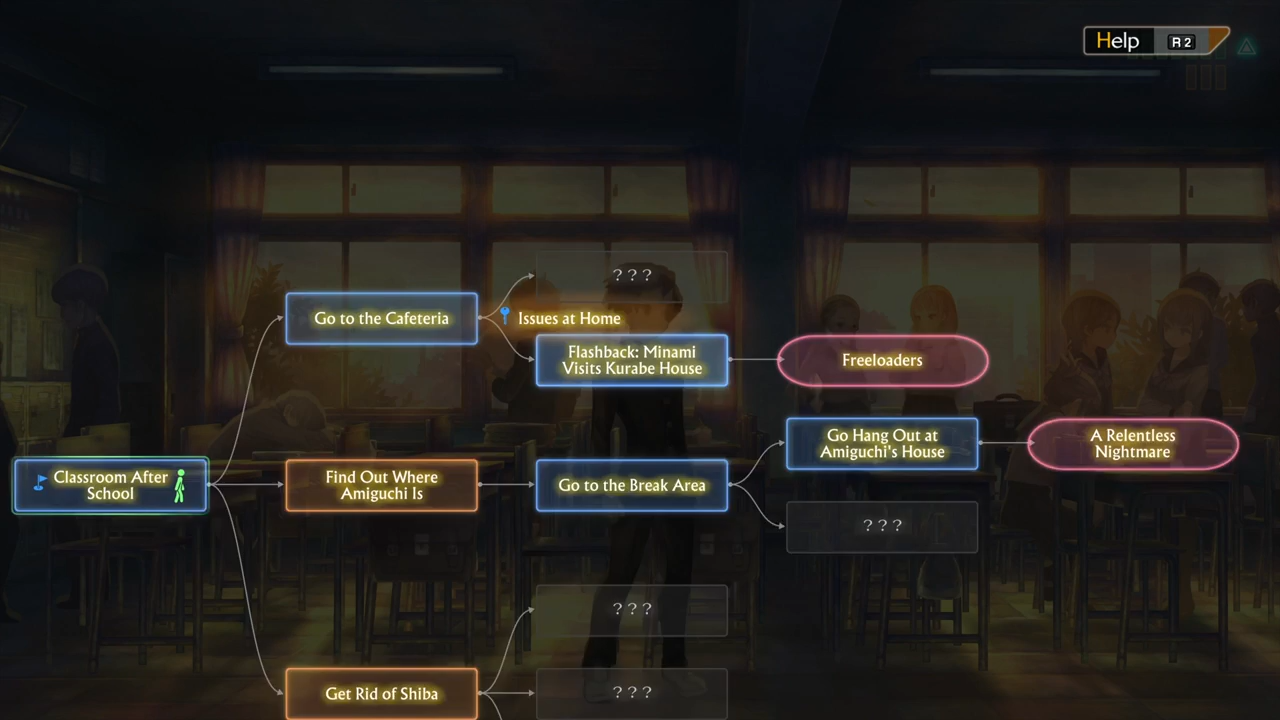 Help R2
? ? ?
Go to the Cafeteria
Issues at Home
Flashback: Minami
Visits Kurabe House
Freeloaders
Go Hang Out at
Amiguchi's House
A Relentless
Nightmare
Classroom After
School
Find Out Where
Amiguchi Is
Go to the Break Area
? ? ?
? ? ?
Get Rid of Shiba
? ? ?